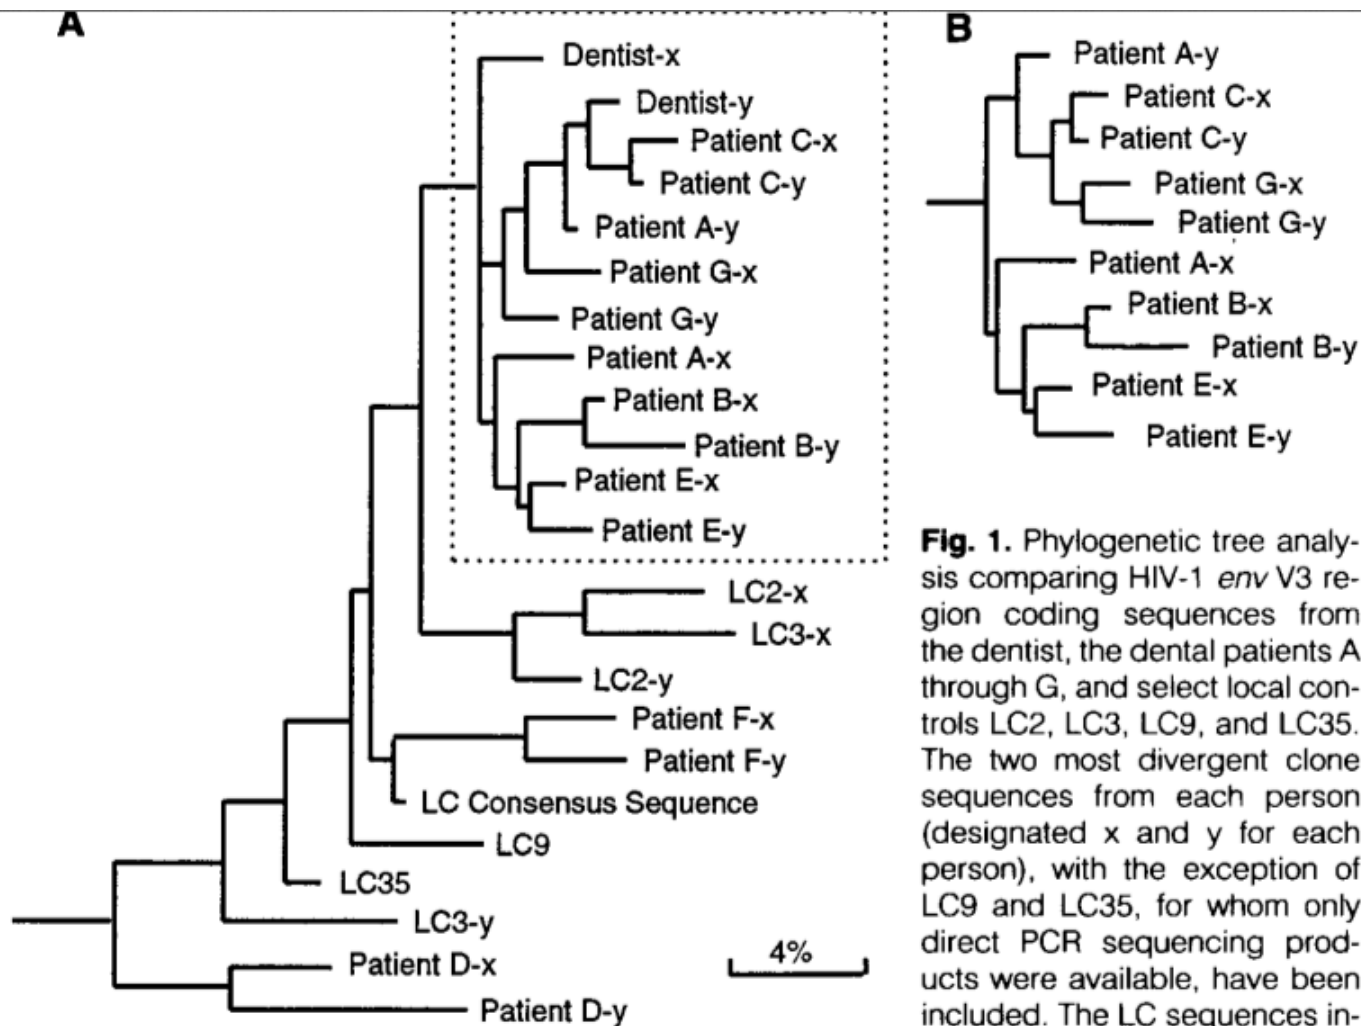 A
Dentist-x
Dentist-y
Patient C-x
Patient C-y
Patient A-y
Patient G-x
Patient G-y
Patient A-x
Patient B-x
Patient B-y
Patient E-x
Patient E-y
LC2-x
LC3-x
LC2-y
Patient F-x
Patient F-y
LC Consensus Sequence
LC9
LC35
LC3-y
Patient D-x
Patient D-y
4%
B
Patient A-y
Patient C-x
Patient C-y
Patient G-x
Patient G-y
Patient A-x
Patient B-x
Patient B-y
Patient E-x
Patient E-y
Fig. 1. Phylogenetic tree analy-
sis comparing HIV-1 env V3 re-
gion coding sequences from
the dentist, the dental patients A
through G, and select local con-
trols LC2, LC3, LC9, and LC35.
The two most divergent clone
sequences from each person
(designated x and y for each
person), with the exception of
LC9 and LC35, for whom only
direct PCR sequencing prod-
ucts were available, have been
included. The LC sequences in-